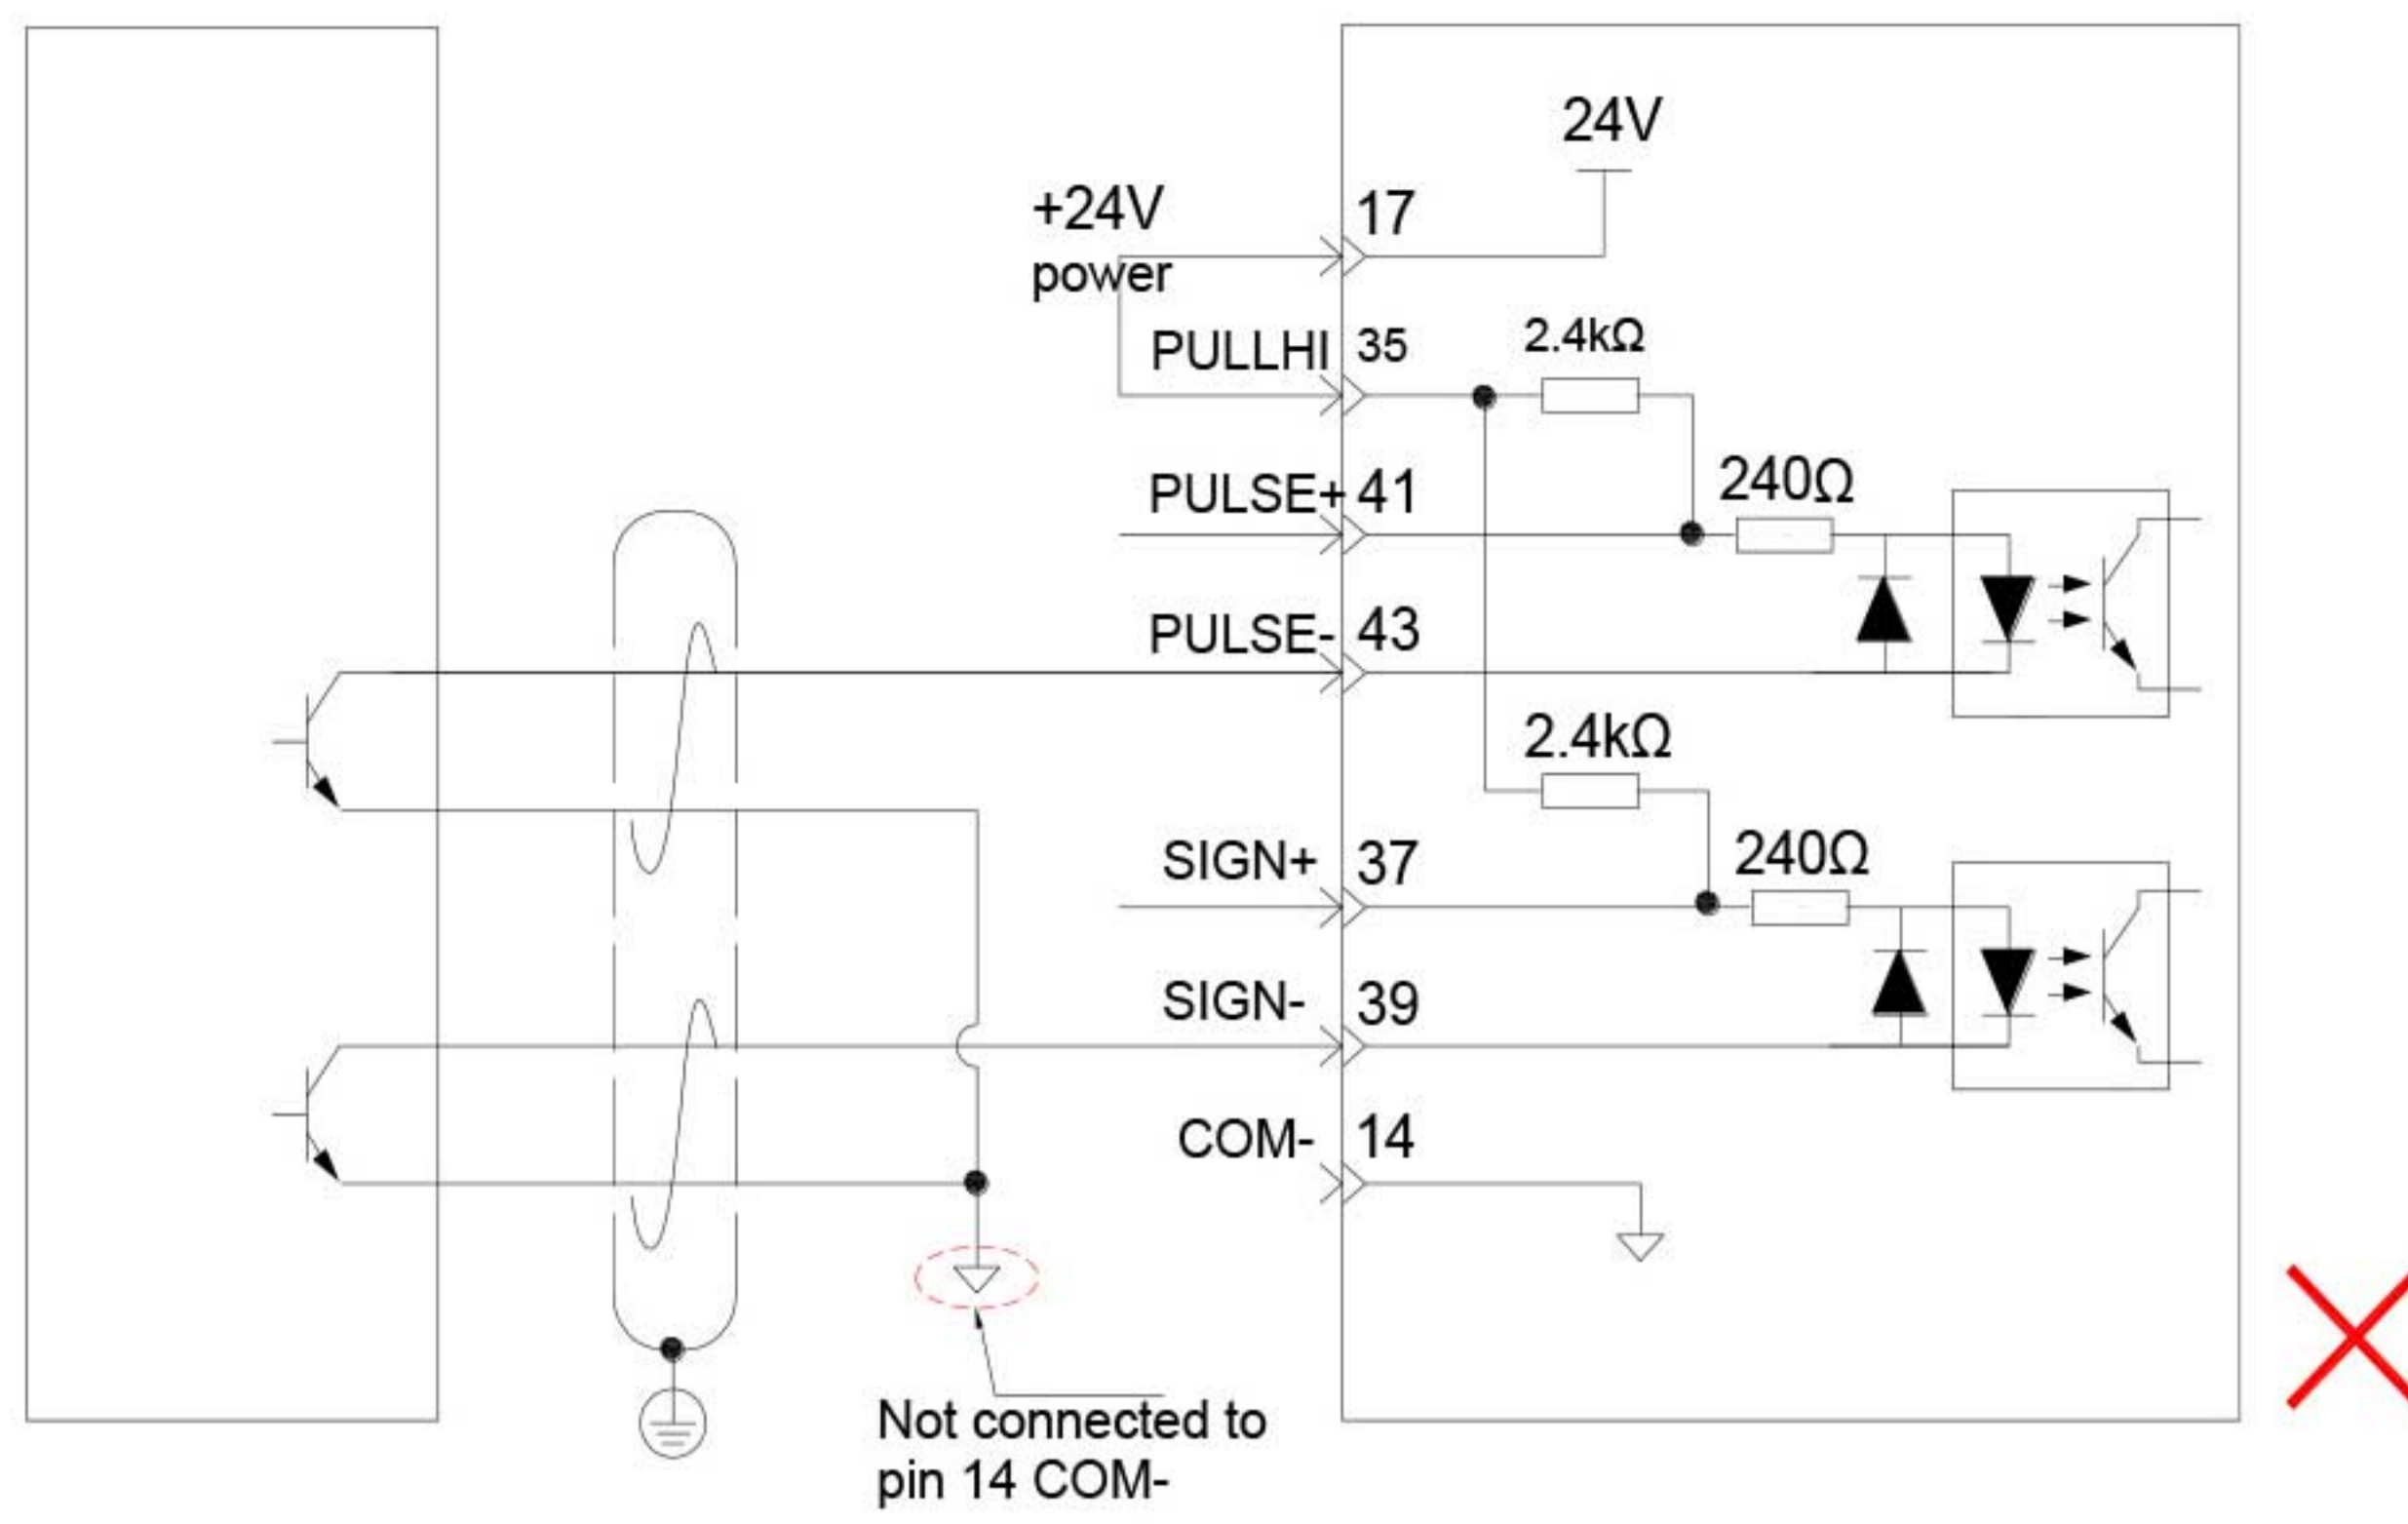 24V
+24V
power
17
PULLHI
35
2.4kΩ
PULSE+
41
240Ω
PULSE-
43
2.4kΩ
SIGN+
37
240Ω
SIGN-
39
COM-
14
Not connected to
pin 14 COM-